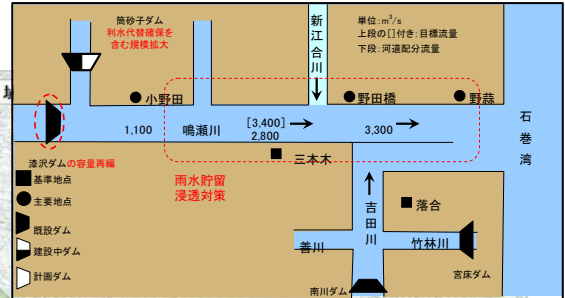 筒砂子ダム
利水代替確保を
含む規模拡大
新江合川
単位:m³/s
上段の[]付き:目標流量
下段:河道配分流量
小野田
野田橋
野蒜
石巻湾
1,100
鳴瀬川
[3,400]
2,800
3,300
三本木
漆沢ダムの容量再編
基準地点
主要地点
既設ダム
建設中ダム
計画ダム
雨水貯留
浸透対策
吉田川
落合
善川
竹林川
宮床ダム
南川ダム